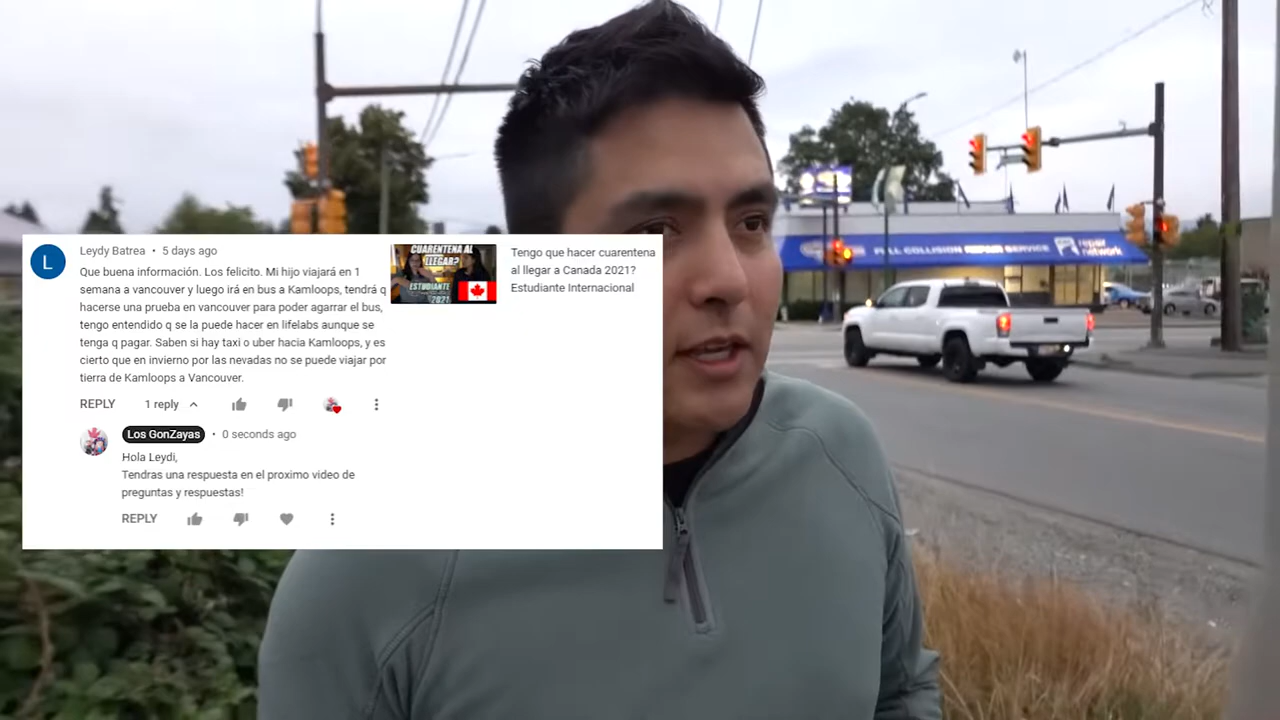 Leydy Batrea • 5 days ago
Que buena información. Los felicito. Mi hijo viajará en 1
semana a vancouver y luego irá en bus a Kamloops, tendrá q
hacerse una prueba en vancouver para poder agarrar el bus,
tengo entendido q se la puede hacer en lifelabs aunque se
tenga q pagar. Saben si hay taxi o uber hacia Kamloops, y es
cierto que en invierno por las nevadas no se puede viajar por
tierra de Kamloops a Vancouver.
REPLY 1 reply
Los GonZayas • 0 seconds ago
Hola Leydi,
Tendras una respuesta en el proximo video de
preguntas y respuestas!
REPLY
CUARENTENA AL
LLEGAR?
ESTUDIANTE
2021
Tengo que hacer cuarentena
al llegar a Canada 2021?
Estudiante Internacional
L
FULL COLLISION REPAIR SERVICE
repair
network